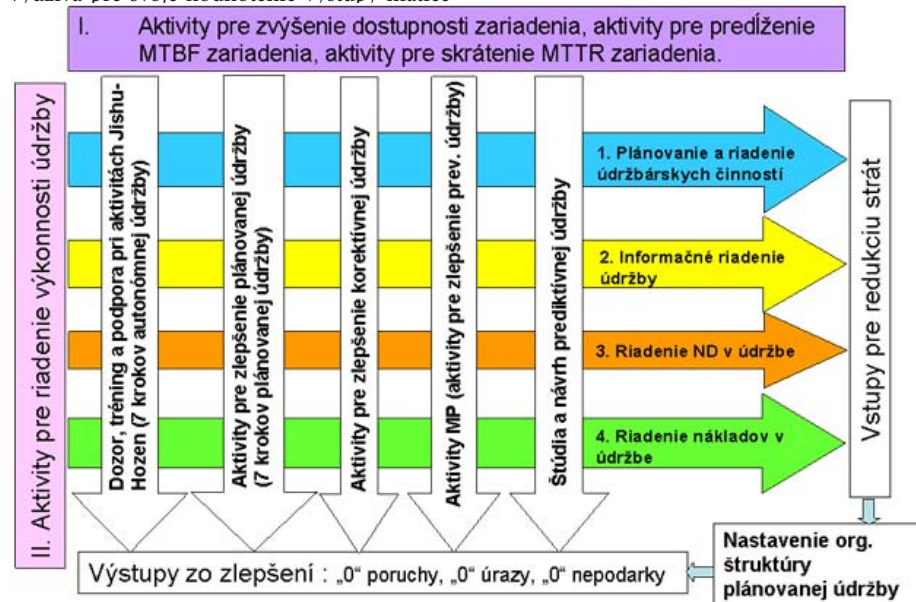 I. Aktivity pre zvýšenie dostupnosti zariadenia, aktivity pre predĺženie
MTBF zariadenia, aktivity pre skrátenie MTTR zariadenia.
II. Aktivity pre riadenie výkonnosti údržby
Dozor, tréning a podpora pri aktivitách Jishu-
Hozen (7 krokov autonómnej údržby)
Aktivity pre zlepšenie plánovanej údržby
(7 krokov plánovanej údržby)
Aktivity pre zlepšenie korektívnej údržby
Aktivity MP (aktivity pre zlepšenie prev. údržby)
Štúdia a návrh prediktívnej údržby
1. Plánovanie a riadenie
údržbárskych činností
2. Informačné riadenie
údržby
3. Riadenie ND v údržbe
4. Riadenie nákladov v
údržbe
Vstupy pre redukciu strát
Nastavenie org.
štruktúry
plánovanej údržby
Výstupy zo zlepšení : „0“ poruchy, „0“ úrazy, „0“ nepodarky